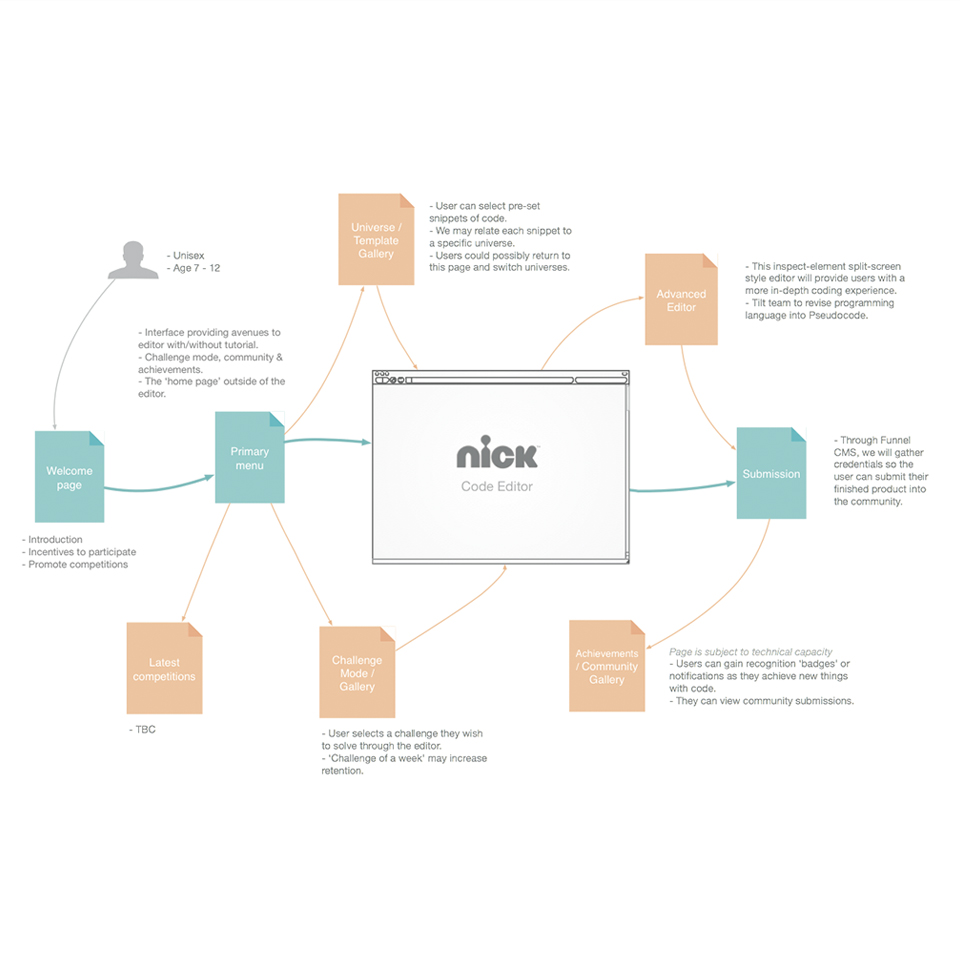 - Unisex
- Age 7 - 12
Universe /
Template
Gallery
- User can select pre-set
snippets of code.
- We may relate each snippet to
a specific universe.
- Users could possibly return to
this page and switch universes.
Advanced
Editor
- This inspect-element split-screen
style editor will provide users with a
more in-depth coding experience.
- Tilt team to revise programming
language into Pseudocode.
- Interface providing avenues to
editor with/without tutorial.
- Challenge mode, community &
achievements.
- The ‘home page’ outside of the
editor.
Welcome
page
- Introduction
- Incentives to participate
- Promote competitions
Primary
menu
nick™
Code Editor
Submission
- Through Funnel
CMS, we will gather
credentials so the
user can submit their
finished product into
the community.
Latest
competitions
- TBC
Challenge
Mode /
Gallery
- User selects a challenge they wish
to solve through the editor.
- ‘Challenge of a week’ may increase
retention.
Achievements
/ Community
Gallery
Page is subject to technical capacity
- Users can gain recognition ‘badges’ or
notifications as they achieve new things
with code.
- They can view community submissions.